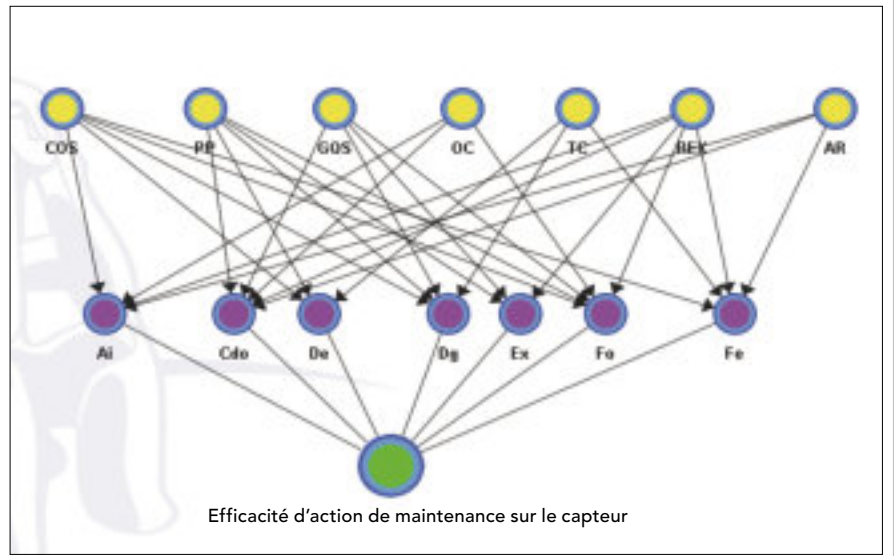 COS PP GOS OC TC REX AR
Ai Cdo De Dg Ex Fo Fe
Efficacité d'action de maintenance sur le capteur